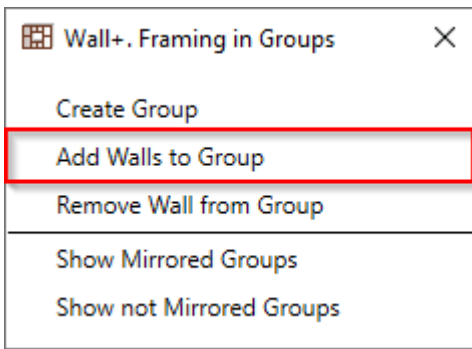 Wall+. Framing in Groups
Create Group
Add Walls to Group
Remove Wall from Group
Show Mirrored Groups
Show not Mirrored Groups